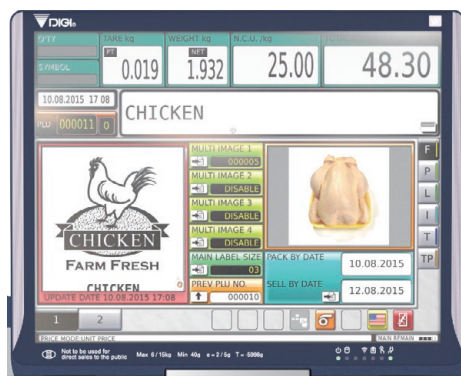 DIGI
Q'TY
TARE kg
WEIGHT kg
N.C.U. /kg
SYMBOL
PT
0.019
NET
1.932
25.00
48.30
10.08.2015 17 08
CHICKEN
PLU 000011 0
MULTI IMAGE 1
000005
MULTI IMAGE 2
DISABLE
MULTI IMAGE 3
DISABLE
MULTI IMAGE 4
DISABLE
MAIN LABEL SIZE
03
PREV PLU NO.
000010
CHICKEN
FARM FRESH
CHICKEN
UPDATE DATE 10.08.2015 17:08
PACK BY DATE
10.08.2015
SELL BY DATE
12.08.2015
F
P
L
I
T
TP
1
2
PRICE MODE:UNIT PRICE
MAIN REMAIN
Not to be used for
direct sales to the public
Max 6/15kg Min 40g e=2/5g T=-5998g